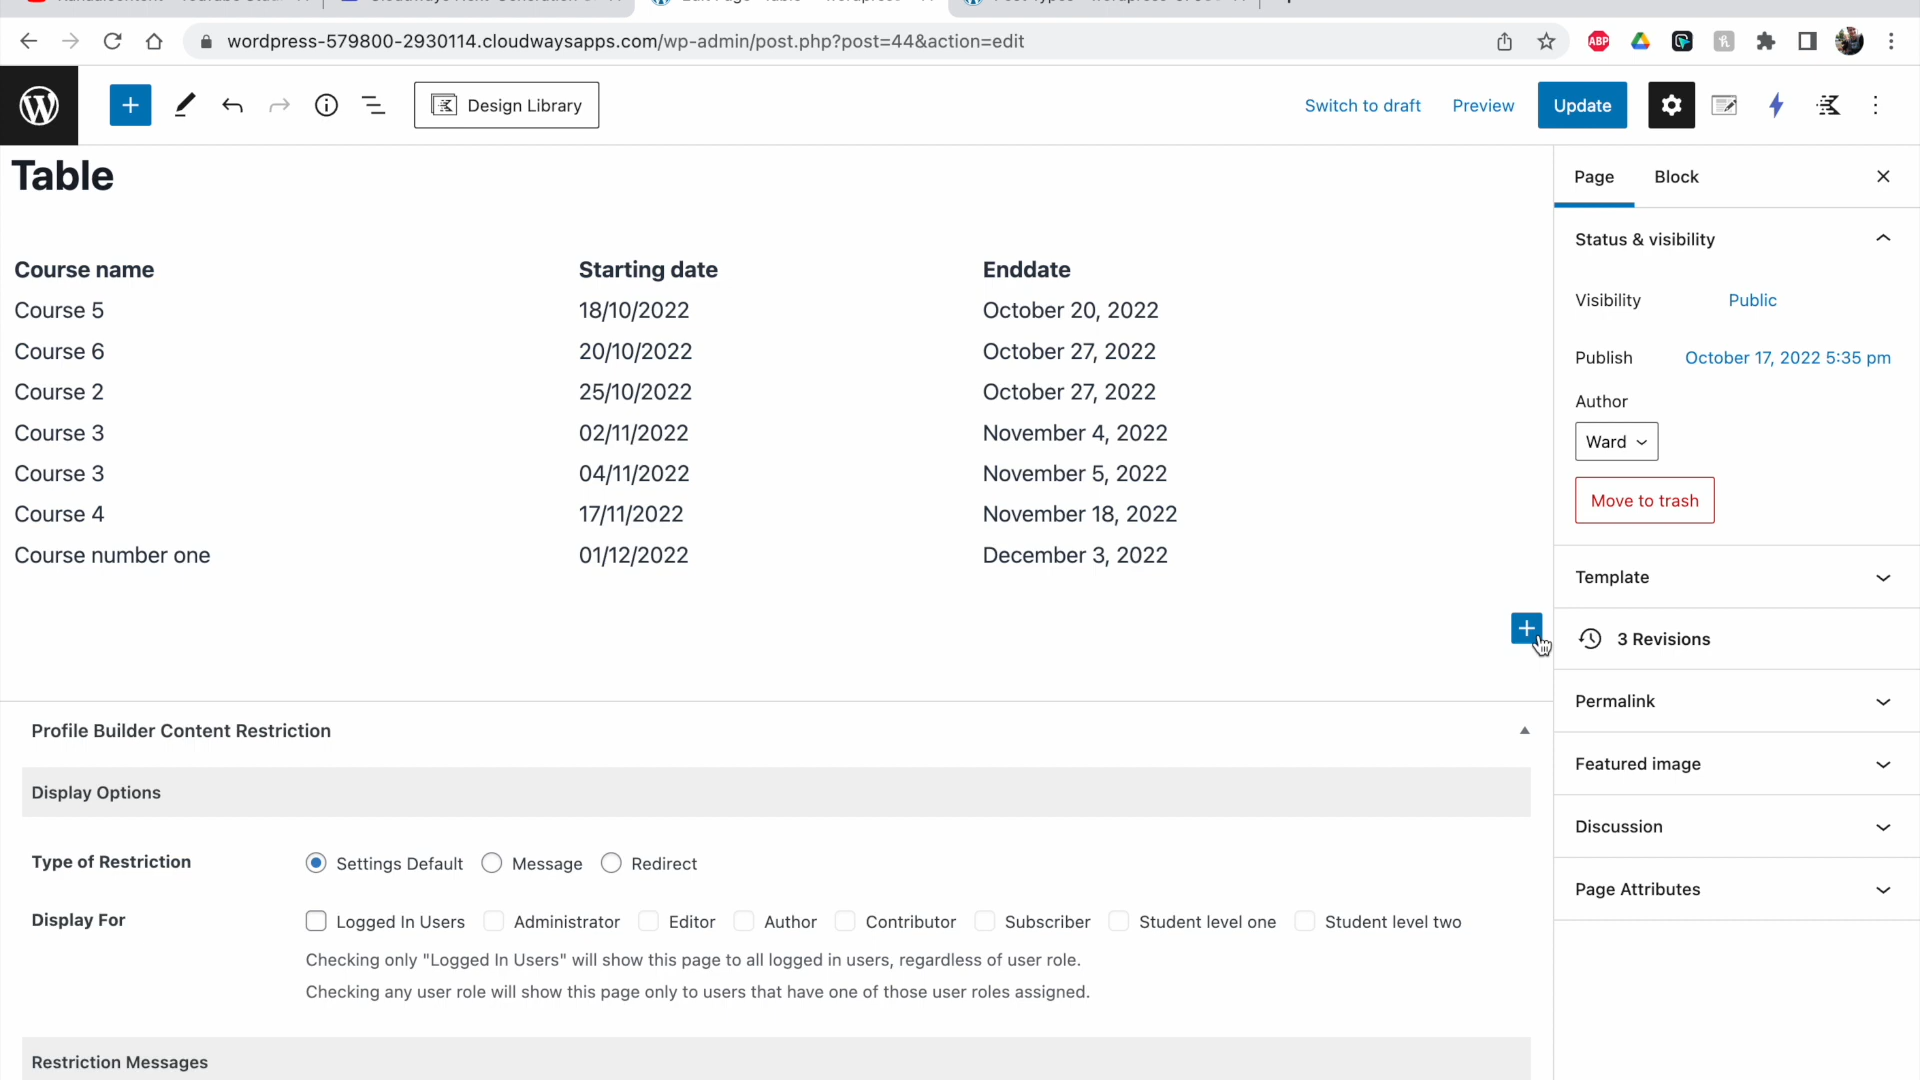 wordpress-579800-2930114.cloudwaysapps.com/wp-admin/post.php?post=44&action=edit
ABP
Design Library
Switch to draft
Preview
Update
Table
Page
Block
Course name Starting date Enddate
Course 5 18/10/2022 October 20, 2022
Course 6 20/10/2022 October 27, 2022
Course 2 25/10/2022 October 27, 2022
Course 3 02/11/2022 November 4, 2022
Course 3 04/11/2022 November 5, 2022
Course 4 17/11/2022 November 18, 2022
Course number one 01/12/2022 December 3, 2022
Status & visibility
Visibility Public
Publish October 17, 2022 5:35 pm
Author
Ward
Move to trash
Template
3 Revisions
Permalink
Featured image
Discussion
Page Attributes
Profile Builder Content Restriction
Display Options
Type of Restriction Settings Default Message Redirect
Display For Logged In Users Administrator Editor Author Contributor Subscriber Student level one Student level two
Checking only "Logged In Users" will show this page to all logged in users, regardless of user role.
Checking any user role will show this page only to users that have one of those user roles assigned.
Restriction Messages